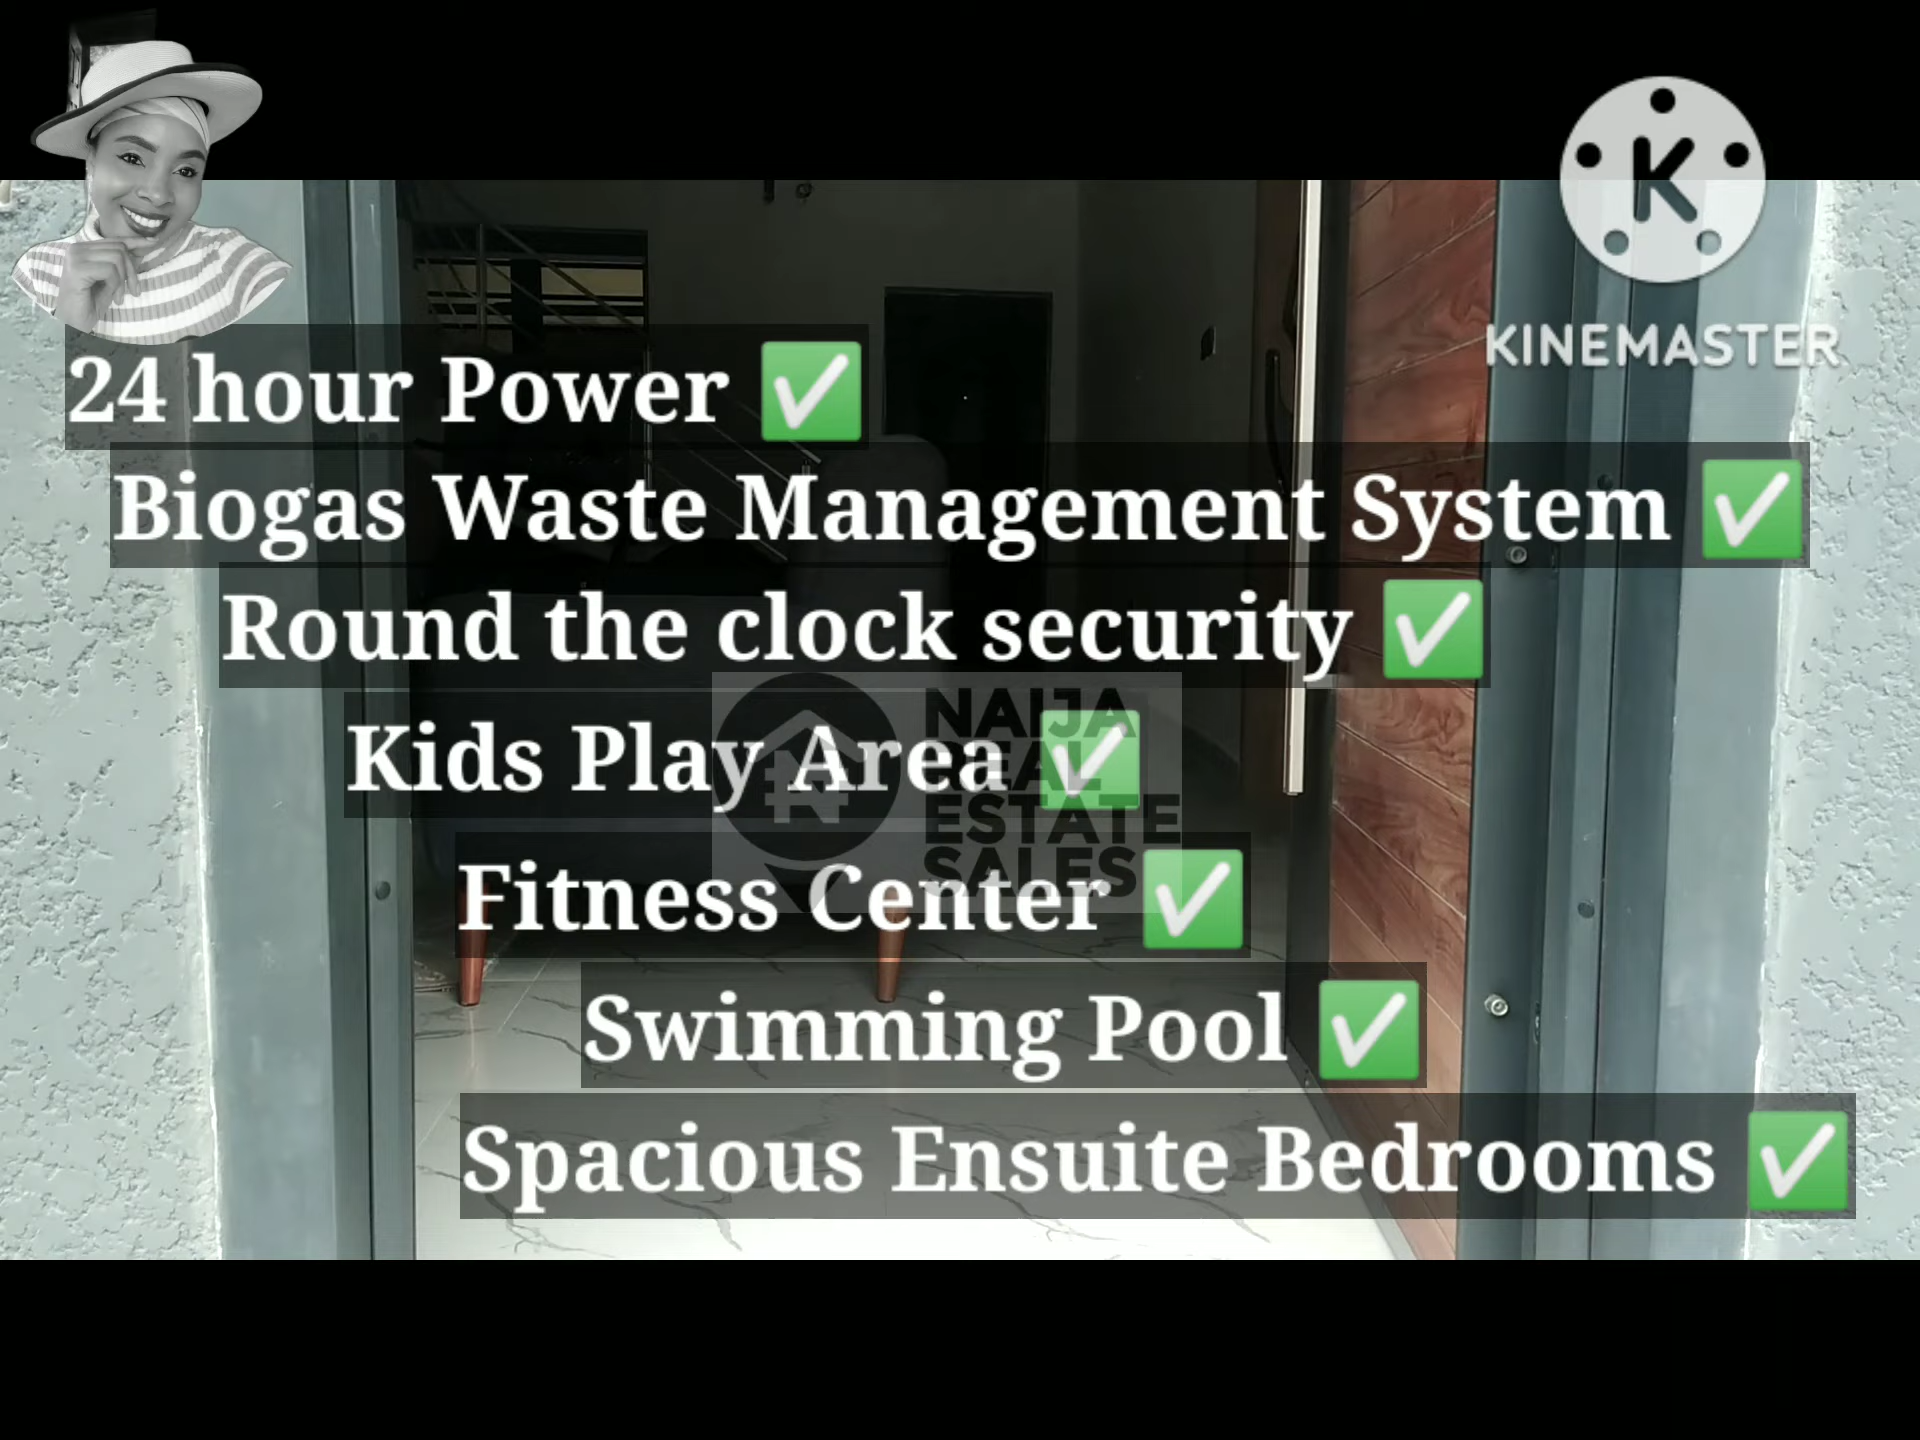 K
KINEMASTER
24 hour Power ✅
Biogas Waste Management System ✅
Round the clock security ✅
Kids Play Area ✅
NAIJA
REAL
ESTATE
SALES
Fitness Center ✅
Swimming Pool ✅
Spacious Ensuite Bedrooms ✅